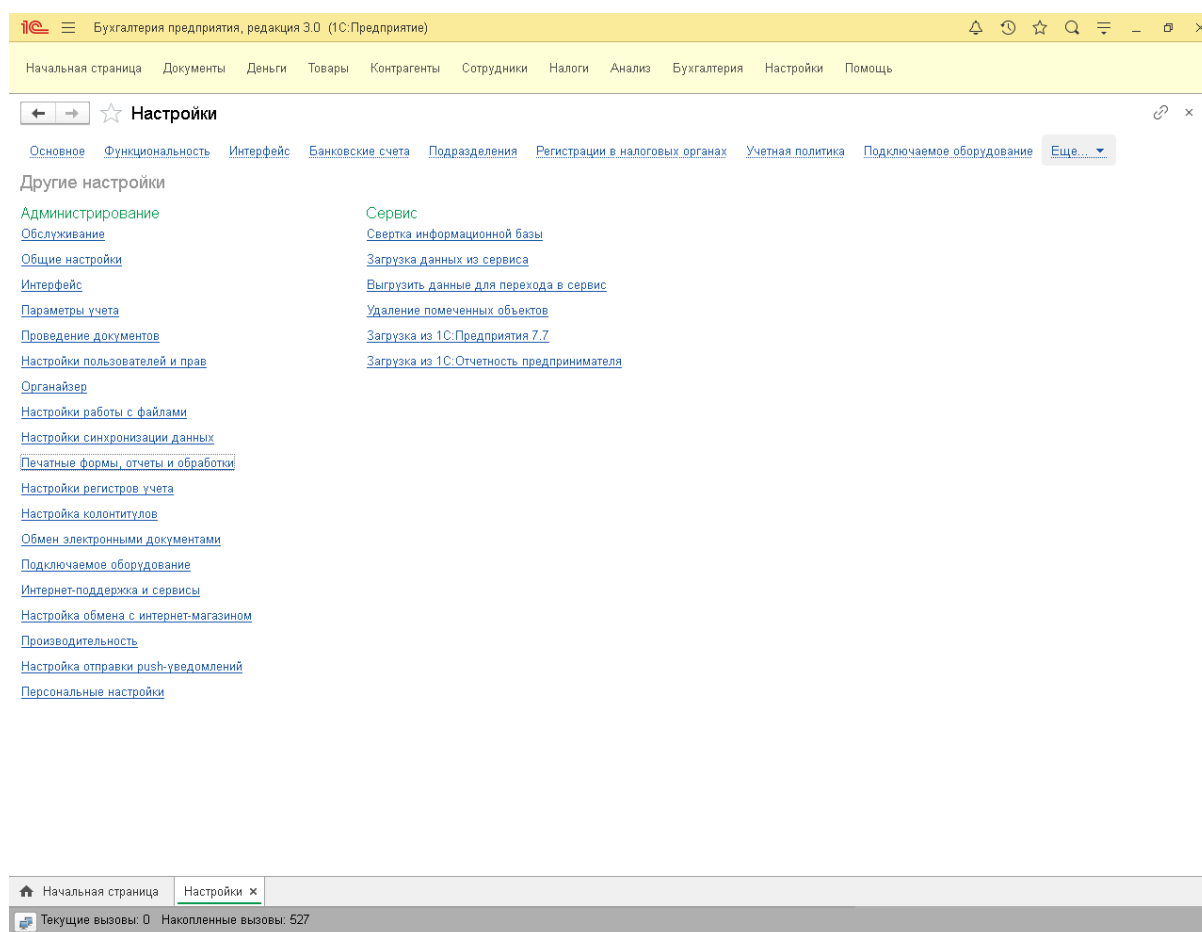 1С Бухгалтерия предприятия, редакция 3.0 (1С:Предприятие)
Начальная страница Документы Деньги Товары Контрагенты Сотрудники Налоги Анализ Бухгалтерия Настройки Помощь
Настройки
Основное Функциональность Интерфейс Банковские счета Подразделения Регистрации в налоговых органах Учетная политика Подключаемое оборудование Еще...
Другие настройки
Администрирование
Обслуживание
Общие настройки
Интерфейс
Параметры учета
Проведение документов
Настройки пользователей и прав
Органайзер
Настройки работы с файлами
Настройки синхронизации данных
Печатные формы, отчеты и обработки
Настройки регистров учета
Настройка колонтитулов
Обмен электронными документами
Подключаемое оборудование
Интернет-поддержка и сервисы
Настройка обмена с интернет-магазином
Производительность
Настройка отправки push-уведомлений
Персональные настройки
Сервис
Свертка информационной базы
Загрузка данных из сервиса
Выгрузить данные для перехода в сервис
Удаление помеченных объектов
Загрузка из 1С:Предприятия 7.7
Загрузка из 1С:Отчетность предпринимателя
Начальная страница Настройки
Текущие вызовы: 0 Накопленные вызовы: 527